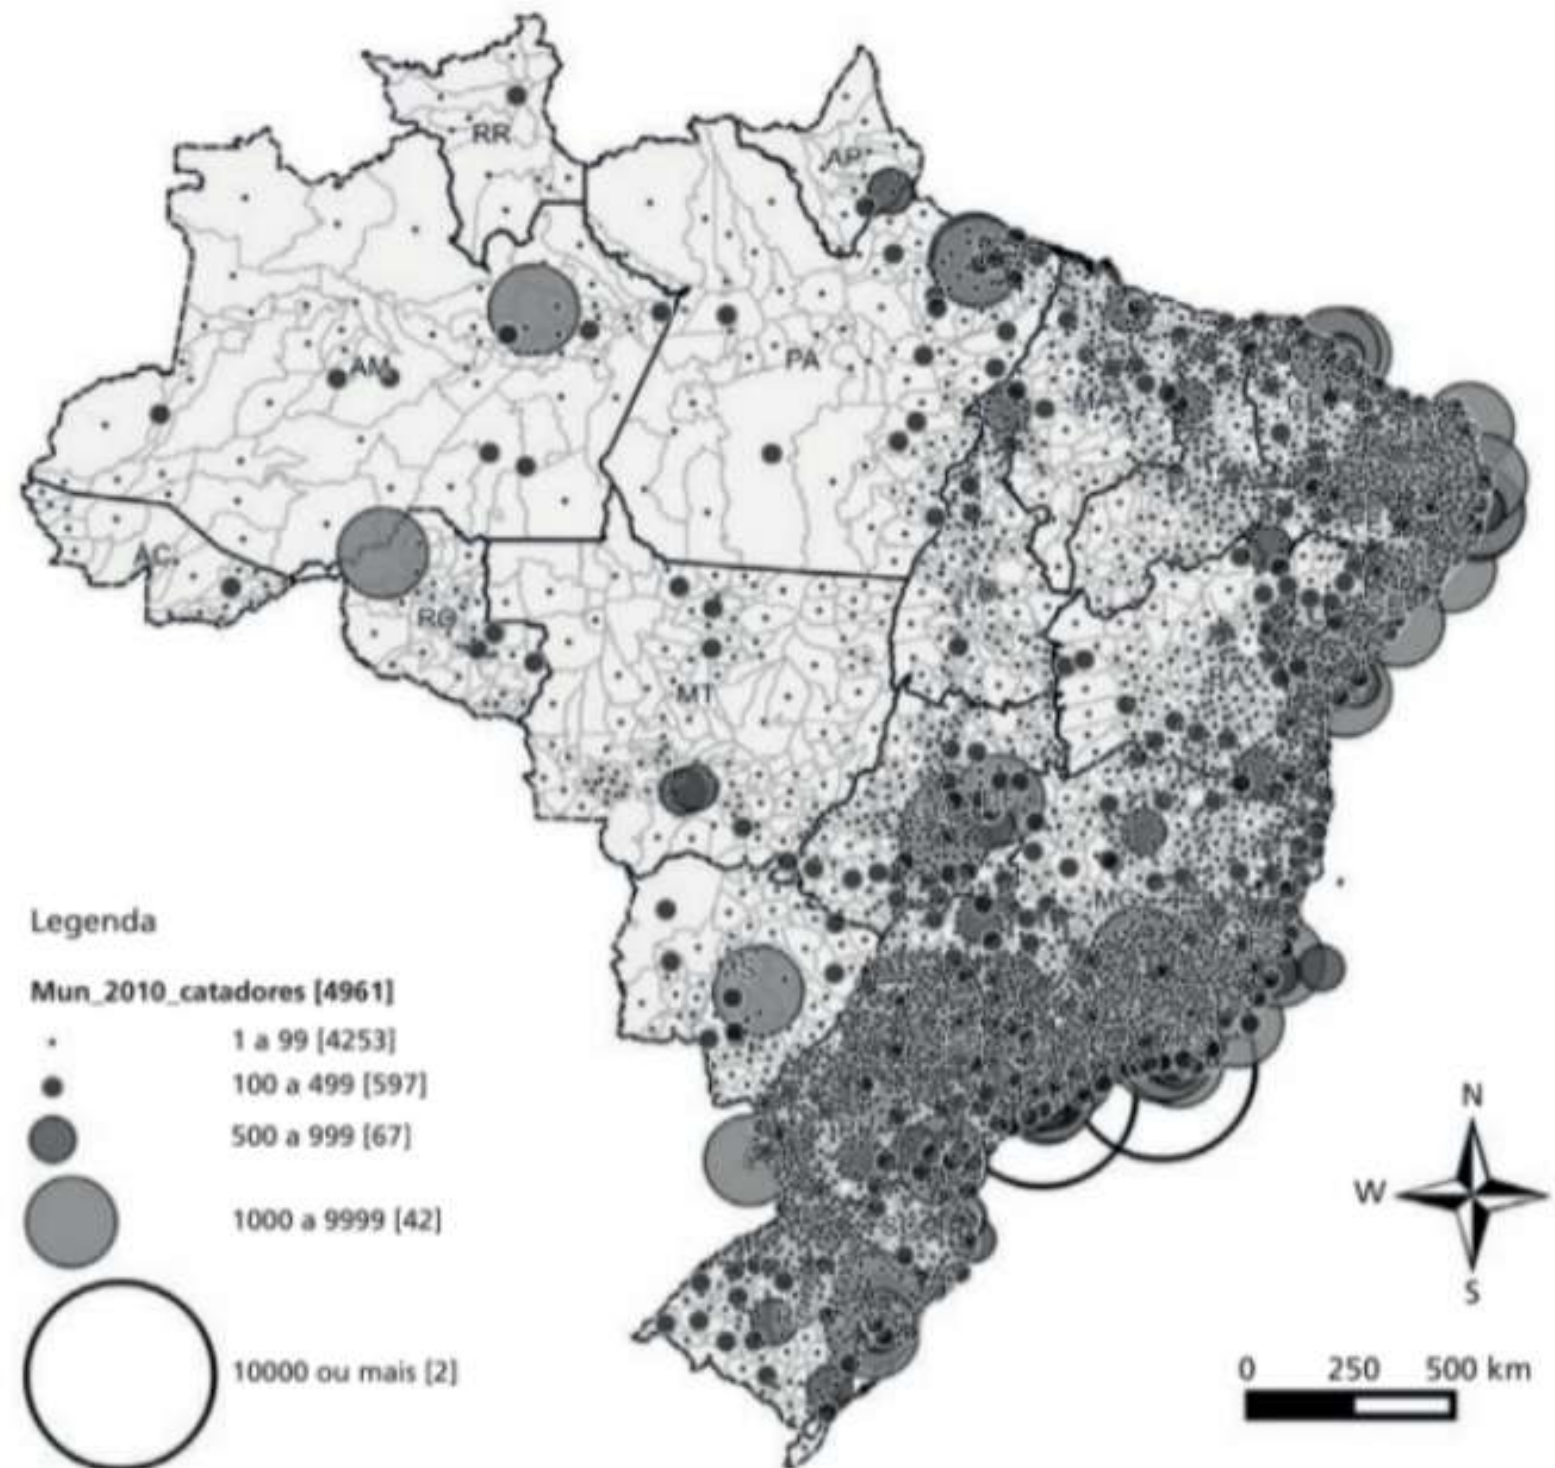 RR
AP
AM
PA
AC
RO
MT
Legenda
Mun_2010_catadores [4961]
1 a 99 [4253]
100 a 499 [597]
500 a 999 [67]
1000 a 9999 [42]
10000 ou mais [2]
N
W
S
0 250 500 km